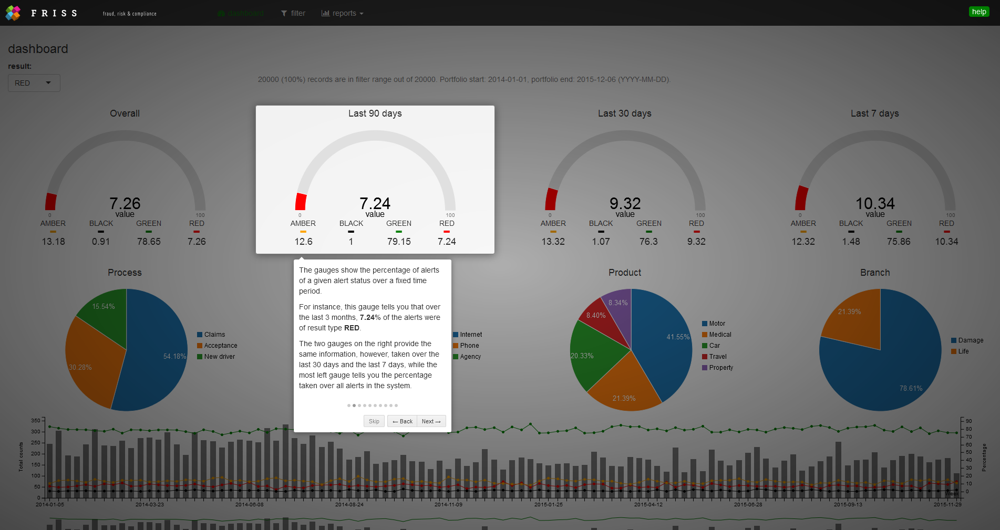 FRISS
fraud, risk & compliance
dashboard
filter
reports
help
dashboard
result:
RED
20000 (100%) records are in filter range out of 20000. Portfolio start: 2014-01-01, portfolio end: 2015-12-06 (YYYY-MM-DD).
Overall
7.26
value
0
100
AMBER BLACK GREEN RED
13.18 0.91 78.65 7.26
Last 90 days
7.24
value
0
100
AMBER BLACK GREEN RED
12.6 1 79.15 7.24
Last 30 days
9.32
value
0
100
AMBER BLACK GREEN RED
13.32 1.07 76.3 9.32
Last 7 days
10.34
value
0
100
AMBER BLACK GREEN RED
12.32 1.48 75.86 10.34
The gauges show the percentage of alerts
of a given alert status over a fixed time
period.
For instance, this gauge tells you that over
the last 3 months, 7.24% of the alerts were
of result type RED.
The two gauges on the right provide the
same information, however, taken over the
last 30 days and the last 7 days, while the
most left gauge tells you the percentage
taken over all alerts in the system.
Skip
← Back
Next →
Process
15.54%
54.18%
30.28%
Claims
Acceptance
New driver
Internet
Phone
Agency
Product
8.34%
8.40%
41.55%
20.33%
21.39%
Motor
Medical
Car
Travel
Property
Branch
21.39%
78.61%
Damage
Life
Total counts
350
300
250
200
150
100
50
0
Percentage
90
80
70
60
50
40
30
20
10
0
Week
2014-01-05 2014-03-23 2014-06-08 2014-08-24 2014-11-09 2015-01-25 2015-04-12 2015-06-28 2015-09-13 2015-11-29